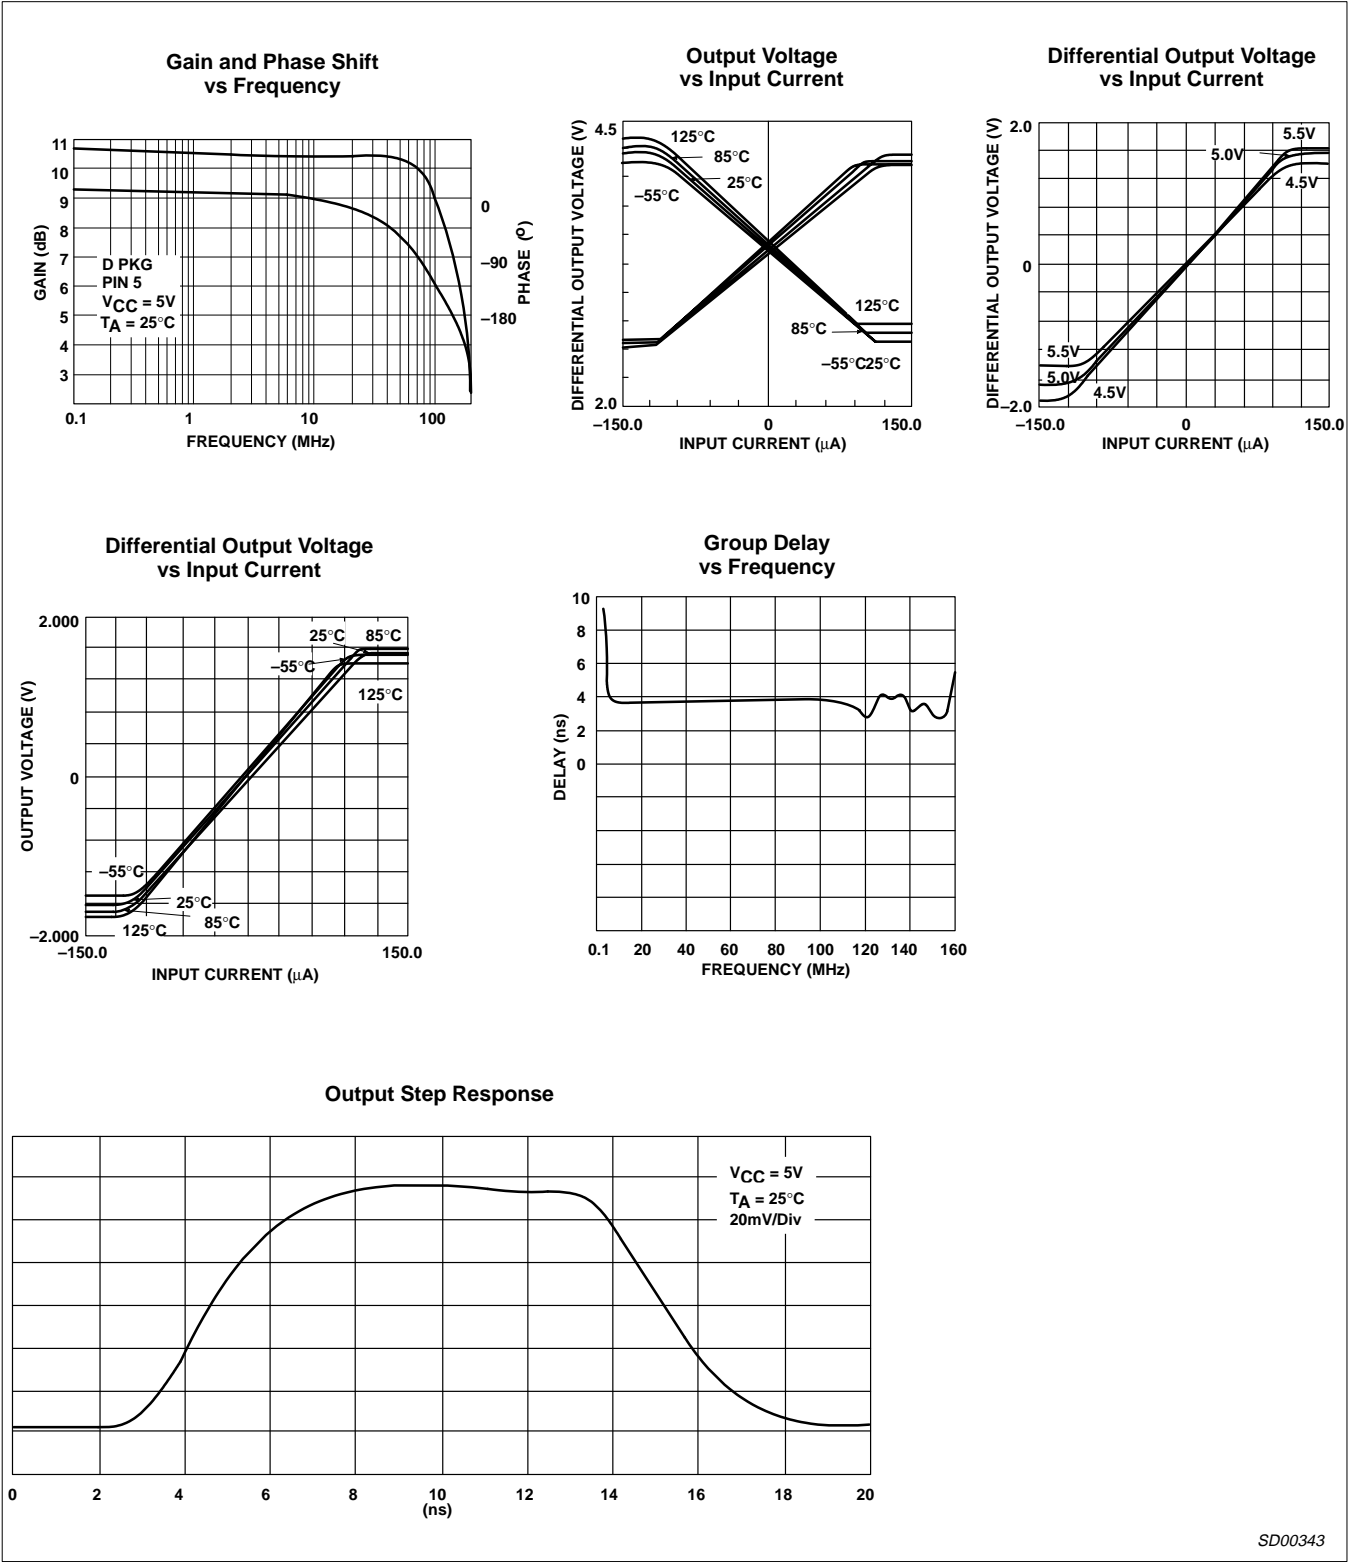 Gain and Phase Shift
vs Frequency
11
10
9
8
7
6
5
4
3
GAIN (dB)
D PKG
PIN 5
VCC = 5V
TA = 25°C
0
–90
–180
PHASE (o)
0.1
1
10
100
FREQUENCY (MHz)
Output Voltage
vs Input Current
4.5
2.0
DIFFERENTIAL OUTPUT VOLTAGE (V)
125°C
85°C
25°C
–55°C
125°C
85°C
–55°C25°C
–150.0
0
150.0
INPUT CURRENT (μA)
Differential Output Voltage
vs Input Current
2.0
0
–2.0
DIFFERENTIAL OUTPUT VOLTAGE (V)
5.5V
5.0V
4.5V
5.5V
5.0V
4.5V
–150.0
0
150.0
INPUT CURRENT (μA)
Differential Output Voltage
vs Input Current
2.000
0
–2.000
OUTPUT VOLTAGE (V)
25°C
85°C
–55°C
125°C
–55°C
25°C
85°C
125°C
–150.0
150.0
INPUT CURRENT (μA)
Group Delay
vs Frequency
10
8
6
4
2
0
DELAY (ns)
0.1
20
40
60
80
100
120
140
160
FREQUENCY (MHz)
Output Step Response
VCC = 5V
TA = 25°C
20mV/Div
0
2
4
6
8
10
12
14
16
18
20
(ns)
SD00343